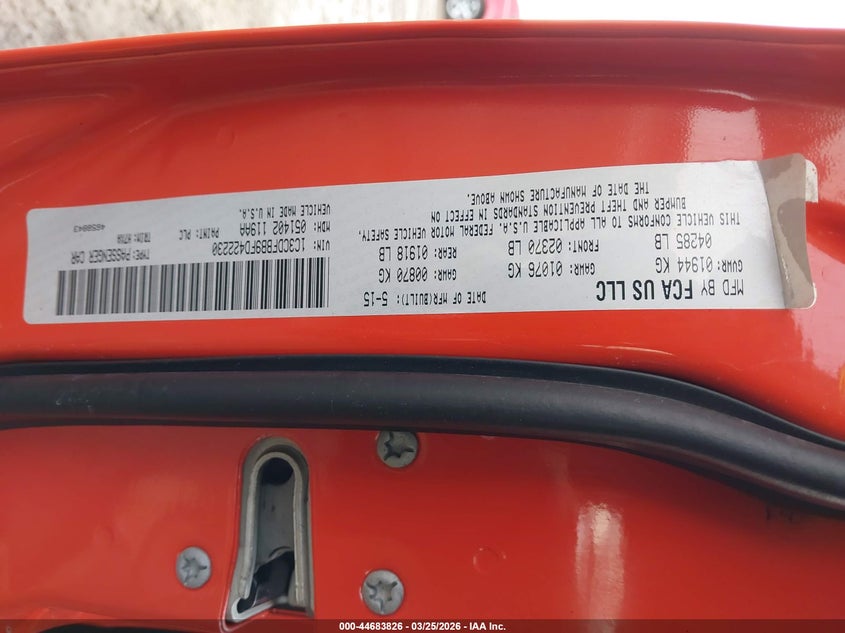 MFD BY FCA US LLC DATE OF MFR(BUILT): 5-15
GVWR: 01944 KG GAWR: 01076 KG GAWR: 00870 KG
04285 LB FRONT: 02370 LB REAR: 01918 LB
THIS VEHICLE CONFORMS TO ALL APPLICABLE U.S.A. FEDERAL MOTOR VEHICLE SAFETY,
BUMPER AND THEFT PREVENTION STANDARDS IN EFFECT ON
THE DATE OF MANUFACTURE SHOWN ABOVE.
VIN: 1C3CDFBB9FD422230 TYPE: PASSENGER CAR
MDH: 051402 119AA PAINT: PLC TRIM:
VEHICLE MADE IN U.S.A.
000-44683826 - 03/25/2026 - IAA Inc.